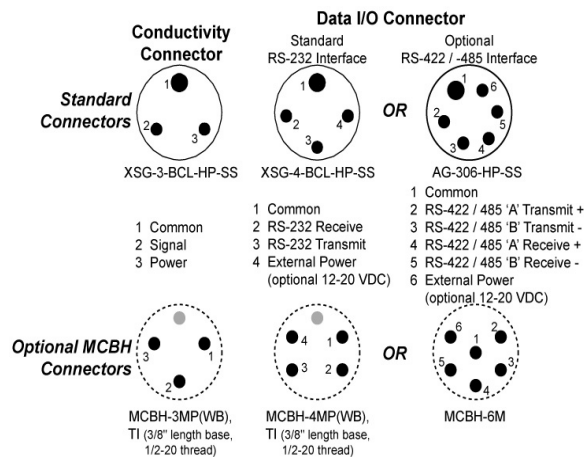 Data I/O Connector
Conductivity
Connector
Standard
RS-232 Interface
Optional
RS-422 / -485 Interface
Standard
Connectors
1
2
3
1
2
3
4
OR
1
2
3
4
5
6
XSG-3-BCL-HP-SS
XSG-4-BCL-HP-SS
AG-306-HP-SS
1 Common
2 Signal
3 Power
1 Common
2 RS-232 Receive
3 RS-232 Transmit
4 External Power
(optional 12-20 VDC)
1 Common
2 RS-422 / 485 ‘A’ Transmit +
3 RS-422 / 485 ‘B’ Transmit -
4 RS-422 / 485 ‘A’ Receive +
5 RS-422 / 485 ‘B’ Receive -
6 External Power
(optional 12-20 VDC)
Optional MCBH
Connectors
3
1
2
4
1
3
2
OR
6
1
2
5
3
4
MCBH-3MP(WB),
TI (3/8" length base,
1/2-20 thread)
MCBH-4MP(WB),
TI (3/8" length base,
1/2-20 thread)
MCBH-6M